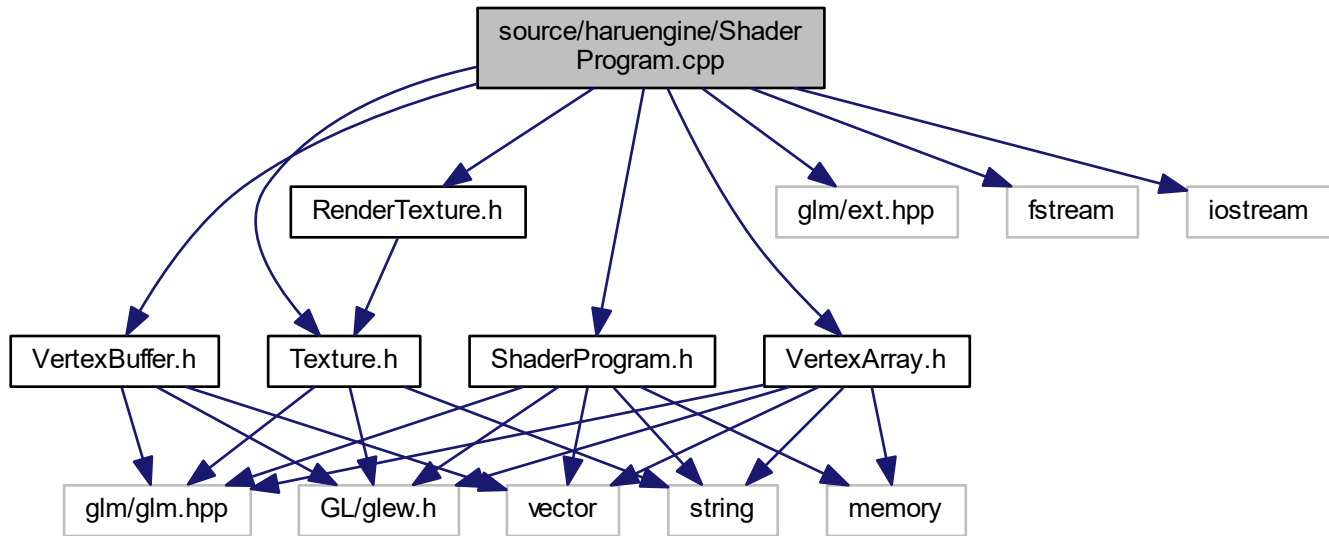 source/haruengine/Shader
Program.cpp
RenderTexture.h
glm/ext.hpp
fstream
iostream
VertexBuffer.h
Texture.h
ShaderProgram.h
VertexArray.h
glm/glm.hpp
GL/glew.h
vector
string
memory